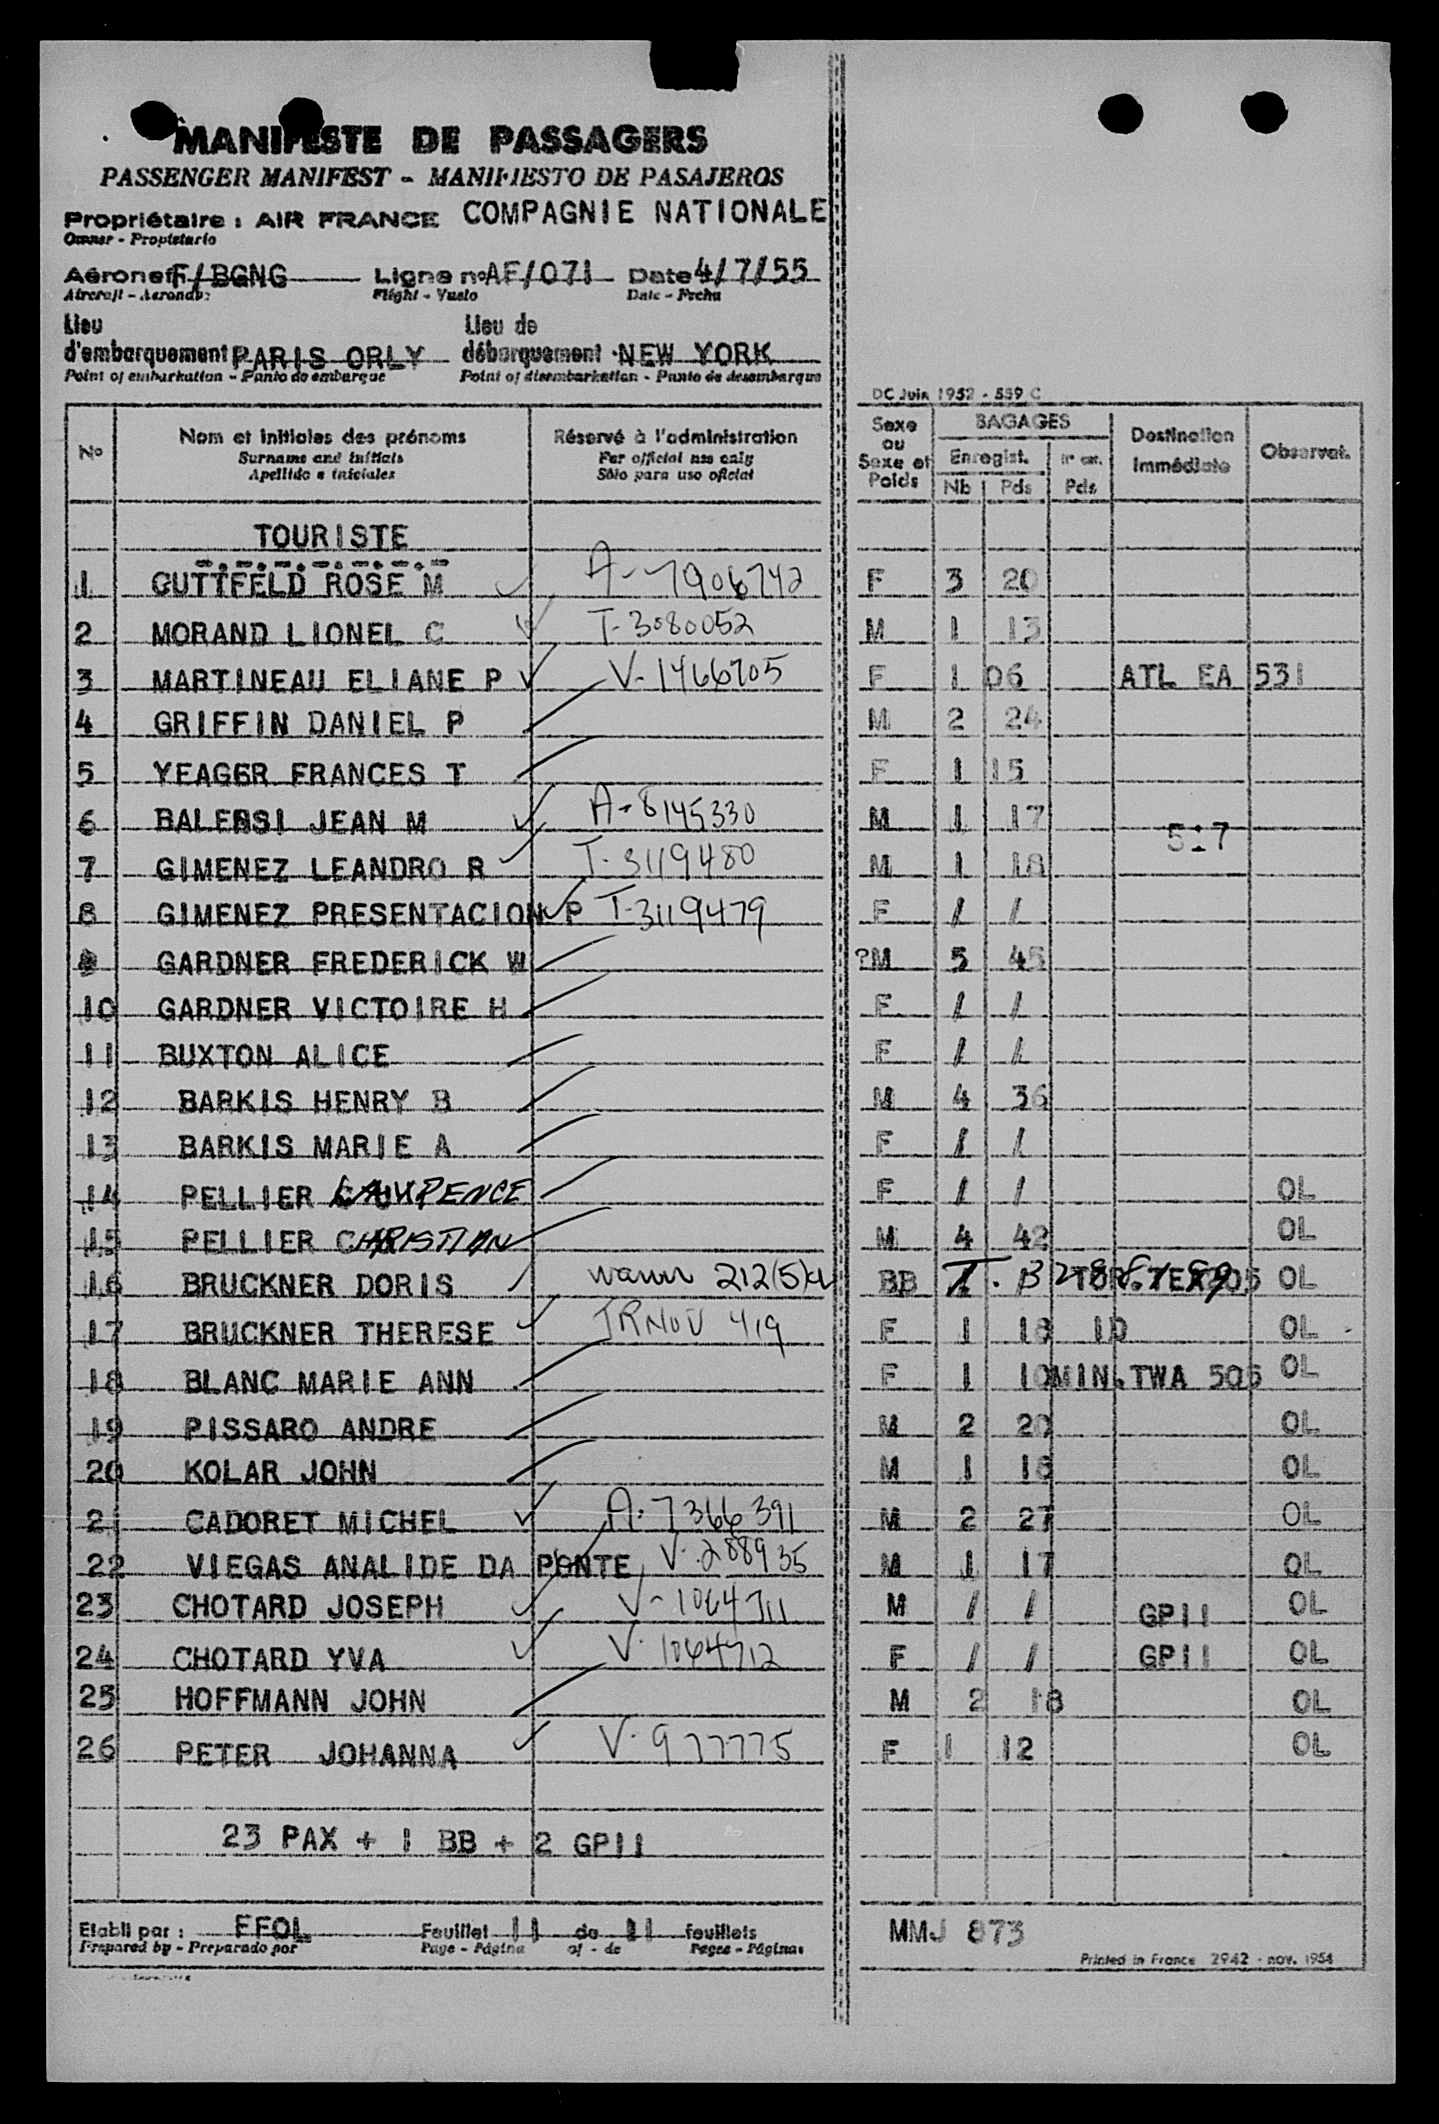 MANIFESTE DE PASSAGERS
PASSENGER MANIFEST - MANIFIESTO DE PASAJEROS
Propriétaire : AIR FRANCE COMPAGNIE NATIONALE
Owner - Propietario
Aéronef F/BGNG Ligne nº AF/071 Date 4/7/55
Aircraft - Aeronave Flight - Vuelo Date - Fecha
Lieu d'embarquement PARIS ORLY Lieu de débarquement NEW YORK
Point of embarkation - Punto de embarque Point of disembarkation - Punto de desembarque
DC Juin 1952 - 559 C
Nº Nom et initiales des prénoms Réservé à l'administration Sexe ou Sexe et Poids BAGAGES Destination Immédiate Observat.
Surname and initials For official use only Enregist. Nb Pds Pds
Apellido e iniciales Sólo para uso oficial
TOURISTE
1 GUTTFELD ROSE M A-7906742 F 3 20
2 MORAND LIONEL C T-3080052 M 1 13
3 MARTINEAU ELIANE P V-1466705 F 1 06 ATL EA 531
4 GRIFFIN DANIEL P M 2 24
5 YEAGER FRANCES T F 1 15
6 BALENSI JEAN M A-8145330 M 1 17
517
7 GIMENEZ LEANDRO R T-3119480 M 1 18
8 GIMENEZ PRESENTACION P T-3119479 F / /
GARDNER FREDERICK W ?M 5 45
10 GARDNER VICTOIRE H F / /
11 BUXTON ALICE F / /
12 BARKIS HENRY B M 4 36
13 BARKIS MARIE A F / /
14 PELLIER LAWRENCE F / / OL
15 PELLIER CHRISTIAN M 4 42 OL
16 BRUCKNER DORIS 212(5) BB OL
17 BRUCKNER THERESE 419 F 1 18 10 OL
18 BLANC MARIE ANN F 1 10 MIN.TWA 505 OL
19 PISSARO ANDRE M 2 20 OL
20 KOLAR JOHN M 1 18 OL
21 CADORET MICHEL A-7366391 M 2 27 OL
22 VIEGAS ANALIDE DA PONTE V-288935 M 1 17 OL
23 CHOTARD JOSEPH V-1064711 M / / GP11 OL
24 CHOTARD YVA V-1064712 F / / GP11 OL
25 HOFFMANN JOHN M 2 18 OL
26 PETER JOHANNA V-977775 F 1 12 OL
23 PAX + 1 BB + 2 GP11
Etabli par : EFOL Feuillet 11 de 11 feuillets
Prepared by - Preparado por Page - Página of - de Pages - Páginas
MMJ 873
Printed in France 2942 - nov. 1954